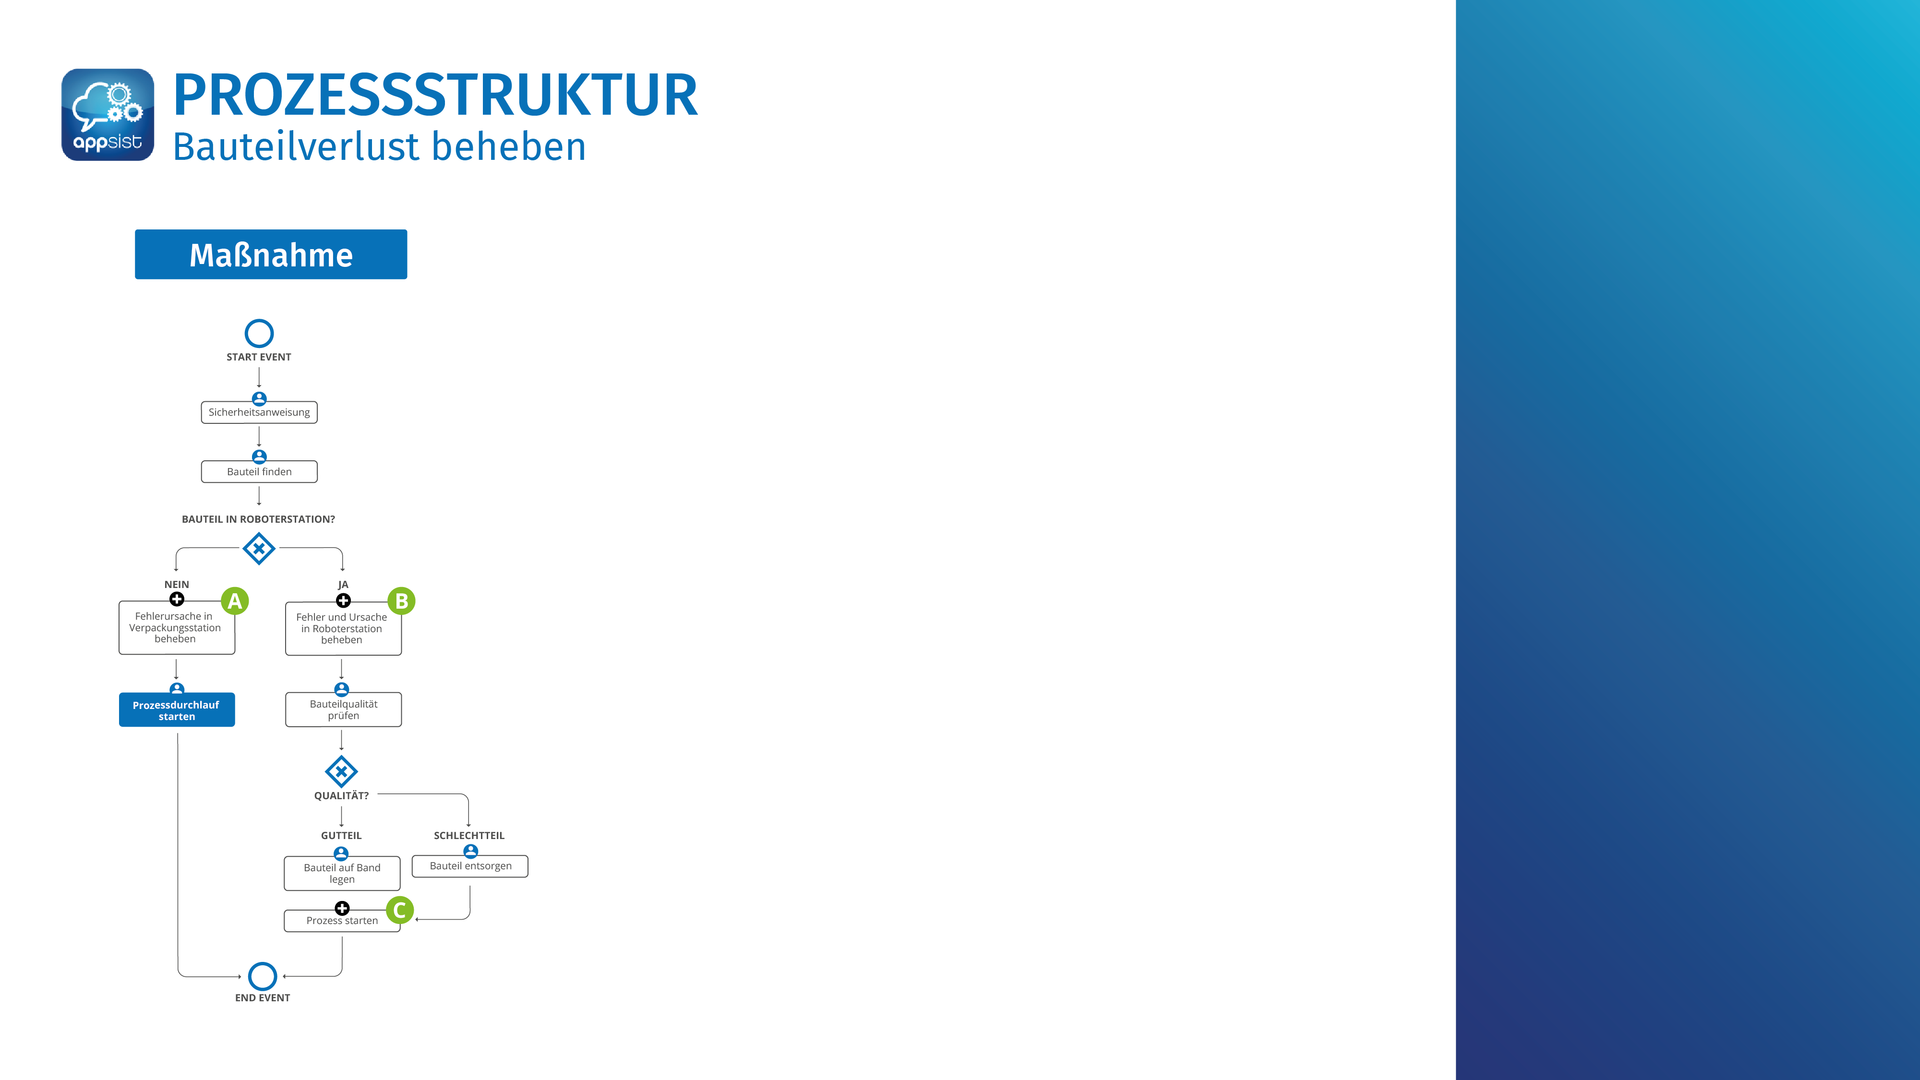 appsist
PROZESSSTRUKTUR
Bauteilverlust beheben
Maßnahme
START EVENT
Sicherheitsanweisung
Bauteil finden
BAUTEIL IN ROBOTERSTATION?
NEIN
A
Fehlerursache in
Verpackungsstation
beheben
JA
B
Fehler und Ursache
in Roboterstation
beheben
Prozessdurchlauf
starten
Bauteilqualität
prüfen
QUALITÄT?
GUTTEIL
Bauteil auf Band
legen
SCHLECHTTEIL
Bauteil entsorgen
C
Prozess starten
END EVENT